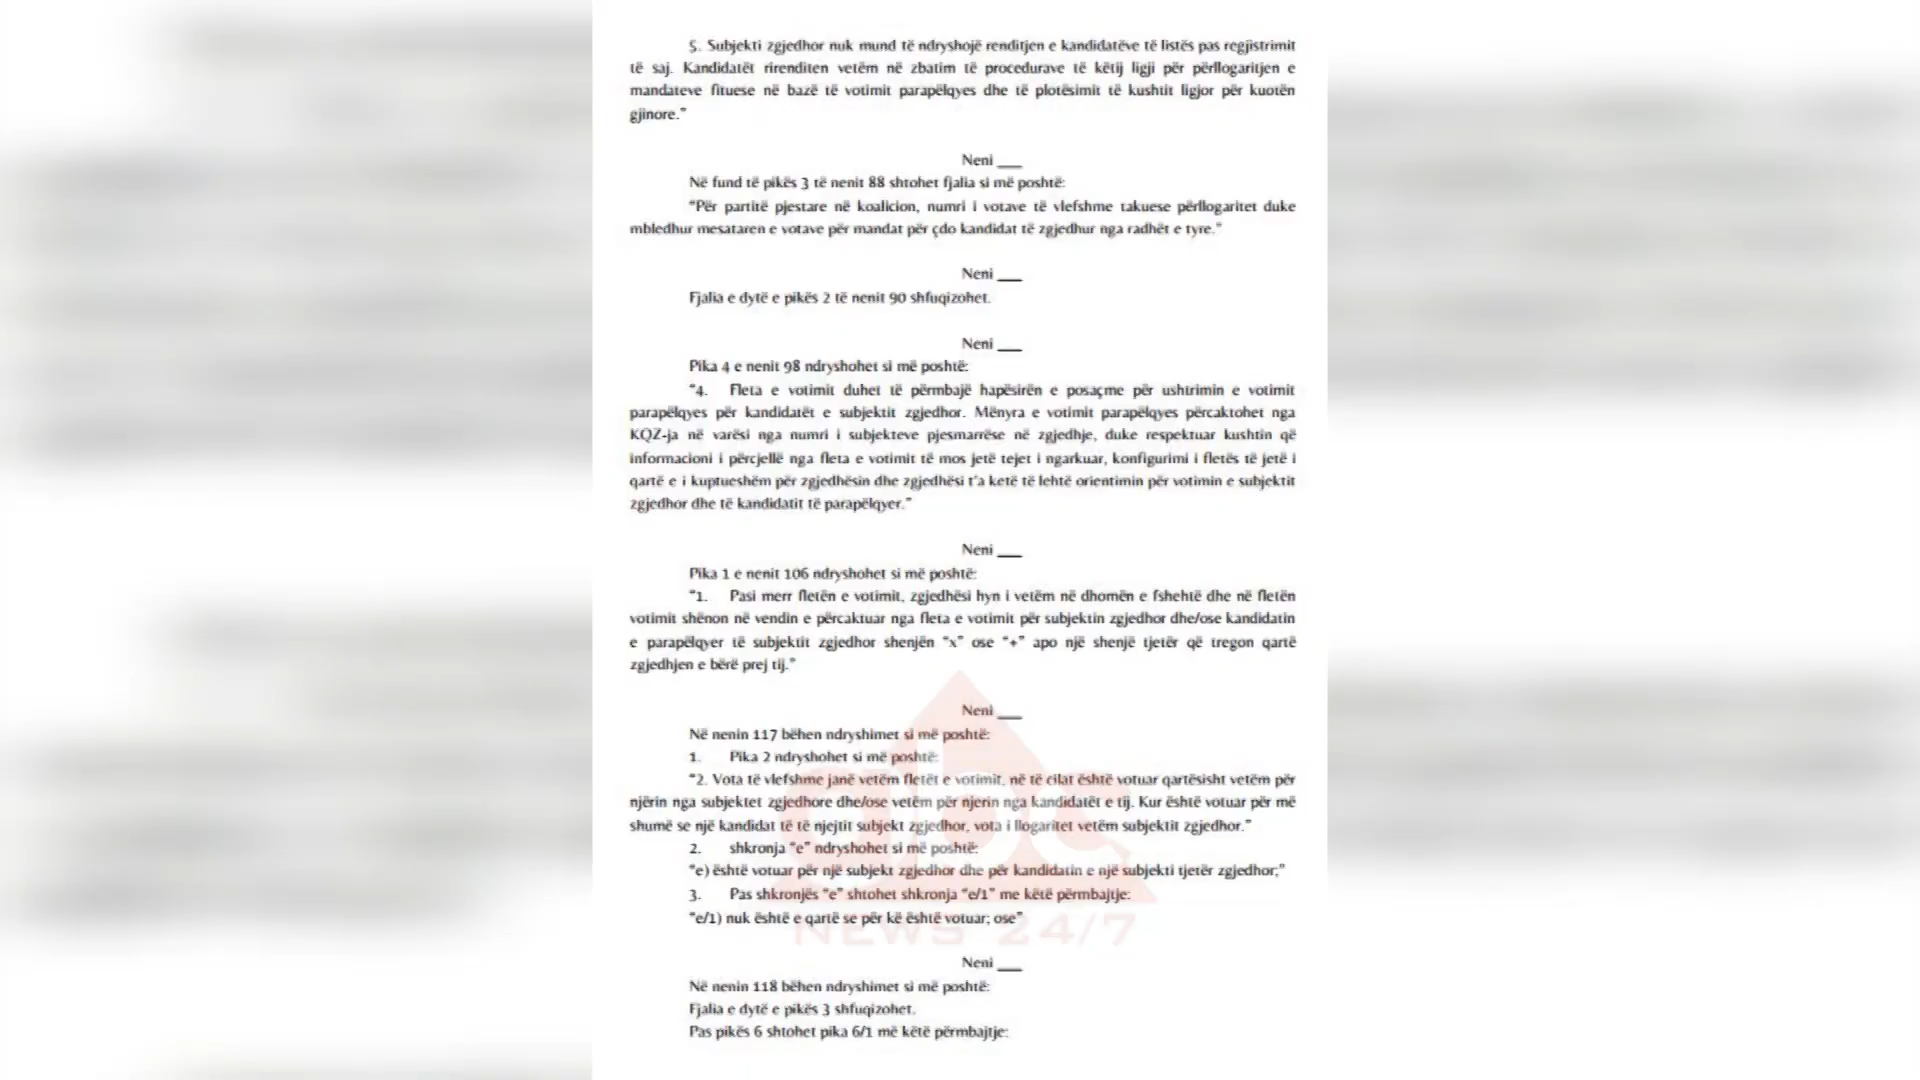 5. Subjekti zgjedhor nuk mund të ndryshojë renditjen e kandidatëve të listës pas regjistrimit
të saj. Kandidatët rirenditen vetëm në zbatim të procedurave të këtij ligji për përllogaritjen e
mandateve fituese në bazë të votimit parapëlqyes dhe të plotësimit të kushtit ligjor për kuotën
gjinore.”
Neni ___
Në fund të pikës 3 të nenit 88 shtohet fjalia si më poshtë:
“Për partitë pjestare në koalicion, numri i votave të vlefshme takuese përllogaritet duke
mbledhur mesataren e votave për mandat për çdo kandidat të zgjedhur nga radhët e tyre.”
Neni ___
Fjalia e dytë e pikës 2 të nenit 90 shfuqizohet.
Neni ___
Pika 4 e nenit 98 ndryshohet si më poshtë:
“4. Fleta e votimit duhet të përmbajë hapësirën e posaçme për ushtrimin e votimit
parapëlqyes për kandidatët e subjektit zgjedhor. Mënyra e votimit parapëlqyes përcaktohet nga
KQZ-ja në varësi nga numri i subjekteve pjesmarrëse në zgjedhje, duke respektuar kushtin që
informacioni i përcjellë nga fleta e votimit të mos jetë tejet i ngarkuar, konfigurimi i fletës të jetë i
qartë e i kuptueshëm për zgjedhësin dhe zgjedhësi t’a ketë të lehtë orientimin për votimin e subjektit
zgjedhor dhe të kandidatit të parapëlqyer.”
Neni ___
Pika 1 e nenit 106 ndryshohet si më poshtë:
“1. Pasi merr fletën e votimit, zgjedhësi hyn i vetëm në dhomën e fshehtë dhe në fletën
votimit shënon në vendin e përcaktuar nga fleta e votimit për subjektin zgjedhor dhe/ose kandidatin
e parapëlqyer të subjektit zgjedhor shenjën “x” ose “+” apo një shenjë tjetër që tregon qartë
zgjedhjen e bërë prej tij.”
Neni ___
Në nenin 117 bëhen ndryshimet si më poshtë:
1. Pika 2 ndryshohet si më poshtë:
“2. Vota të vlefshme janë vetëm fletët e votimit, në të cilat është votuar qartësisht vetëm për
njërin nga subjektet zgjedhore dhe/ose vetëm për njerin nga kandidatët e tij. Kur është votuar për më
shumë se një kandidat të të njejtit subjekt zgjedhor, vota i llogaritet vetëm subjektit zgjedhor.”
2. shkronja “e” ndryshohet si më poshtë:
“e) është votuar për një subjekt zgjedhor dhe për kandidatin e një subjekti tjetër zgjedhor;”
3. Pas shkronjës “e” shtohet shkronja “e/1” me këtë përmbajtje:
“e/1) nuk është e qartë se për kë është votuar; ose”
abc
NEWS 24/7
Neni ___
Në nenin 118 bëhen ndryshimet si më poshtë:
Fjalia e dytë e pikës 3 shfuqizohet.
Pas pikës 6 shtohet pika 6/1 më këtë përmbajtje: